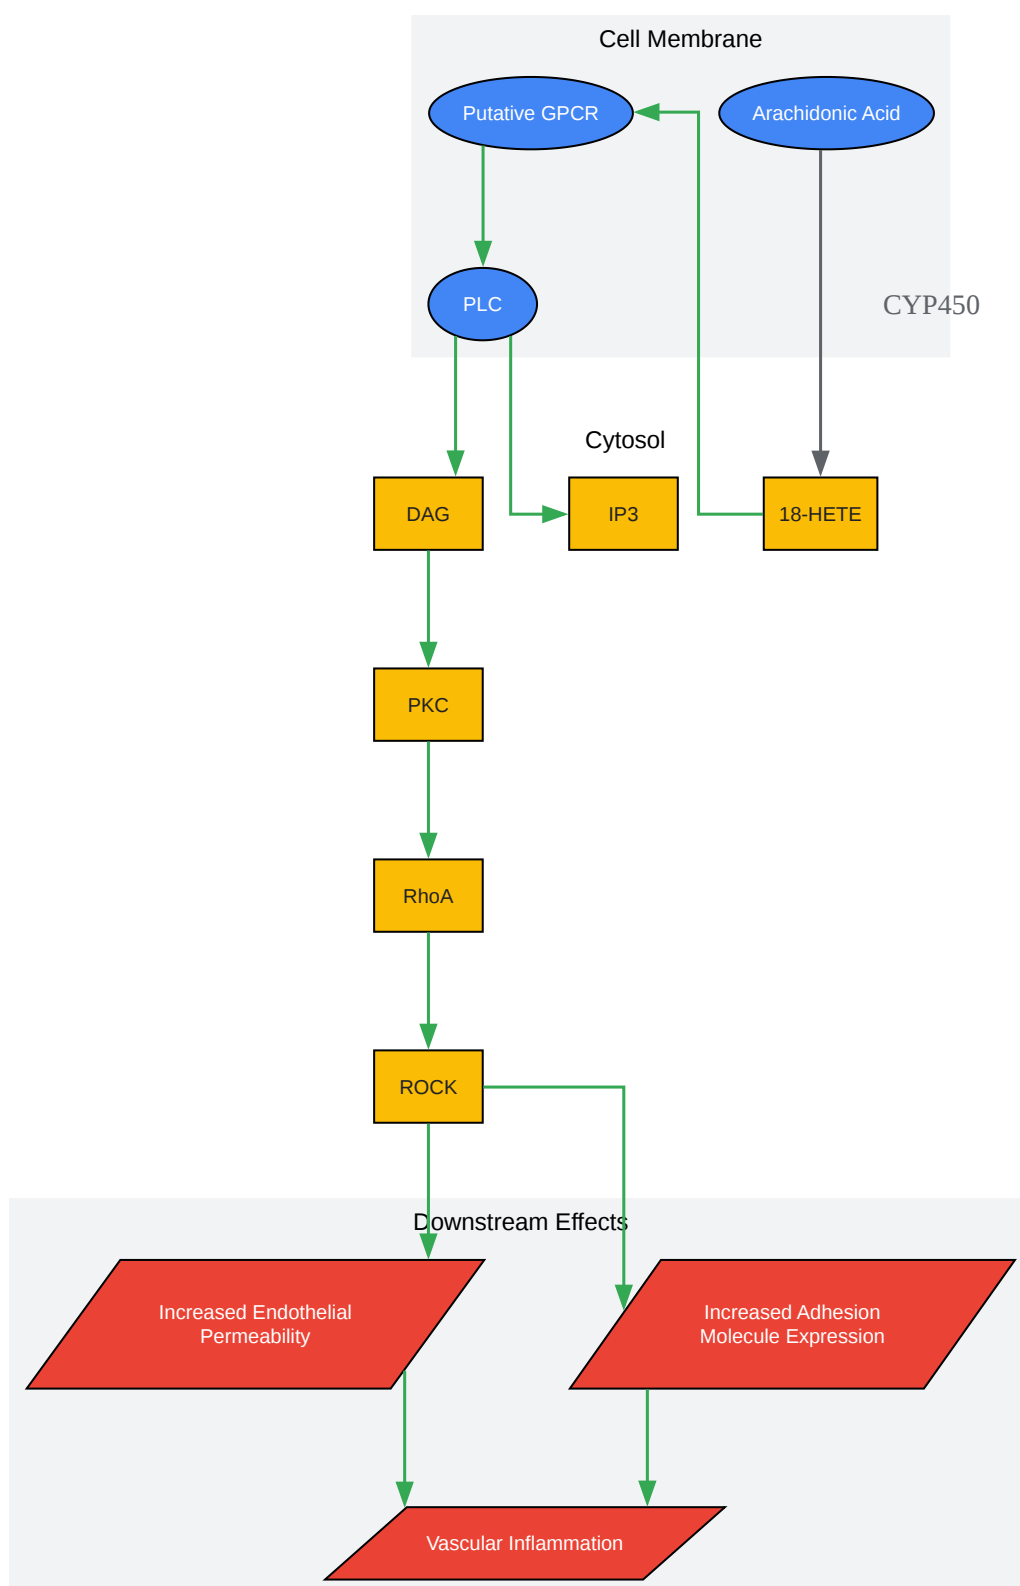 Cell Membrane
Putative GPCR
Arachidonic Acid
PLC
CYP450
Cytosol
DAG
IP3
18-HETE
PKC
RhoA
ROCK
Downstream Effects
Increased Endothelial
Permeability
Increased Adhesion
Molecule Expression
Vascular Inflammation